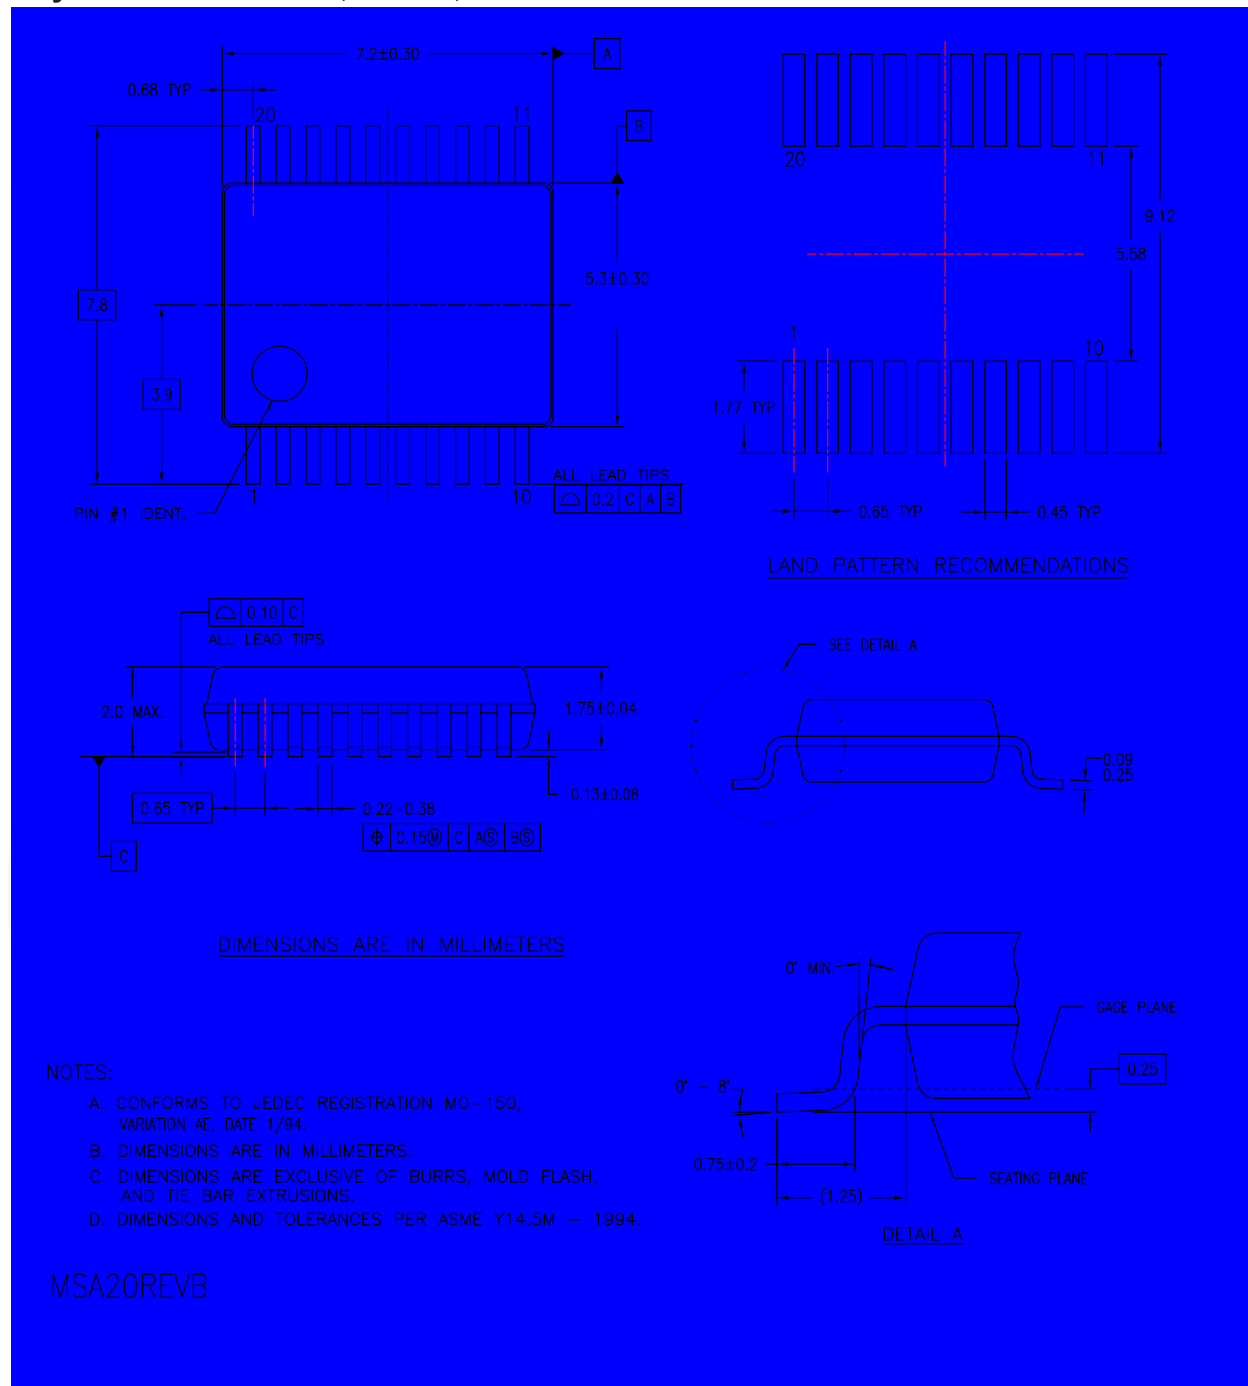 7.2±0.30
A
0.68 TYP
20
11
B
5.3±0.30
7.8
3.9
ALL LEAD TIPS
0.2 C A B
1
10
PIN #1 IDENT.
20
11
9.12
5.58
1
10
1.77 TYP
0.65 TYP
0.45 TYP
LAND PATTERN RECOMMENDATIONS
0.10 C
ALL LEAD TIPS
2.0 MAX.
1.75±0.04
0.13±0.08
0.65 TYP
0.22-0.38
⌖ 0.15Ⓜ C AⓈ BⓈ
C
SEE DETAIL A
0.09
0.25
DIMENSIONS ARE IN MILLIMETERS
0° MIN.
GAGE PLANE
0.25
0° - 8°
0.75±0.2
SEATING PLANE
(1.25)
DETAIL A
NOTES:
A. CONFORMS TO JEDEC REGISTRATION MO-150,
VARIATION AE, DATE 1/94.
B. DIMENSIONS ARE IN MILLIMETERS.
C. DIMENSIONS ARE EXCLUSIVE OF BURRS, MOLD FLASH,
AND TIE BAR EXTRUSIONS.
D. DIMENSIONS AND TOLERANCES PER ASME Y14.5M - 1994.
MSA20REVB